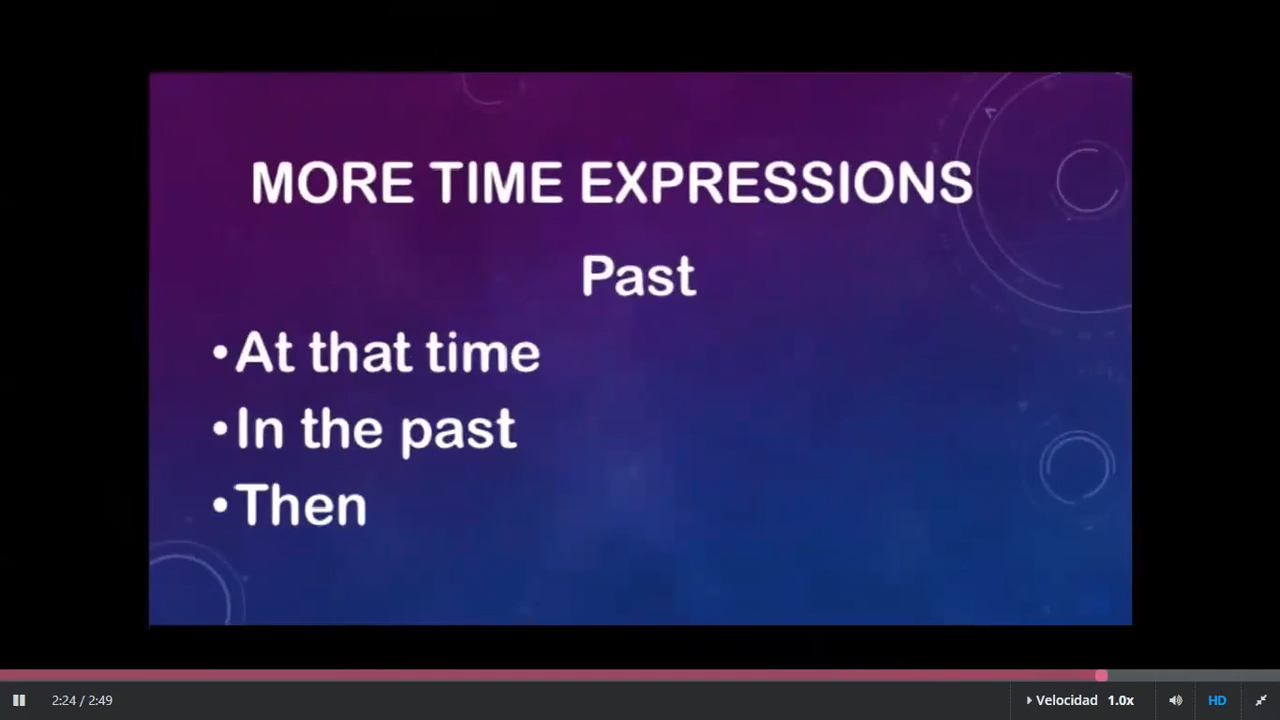 MORE TIME EXPRESSIONS
Past
•At that time
•In the past
•Then
2:24 / 2:49
Velocidad 1.0x
HD